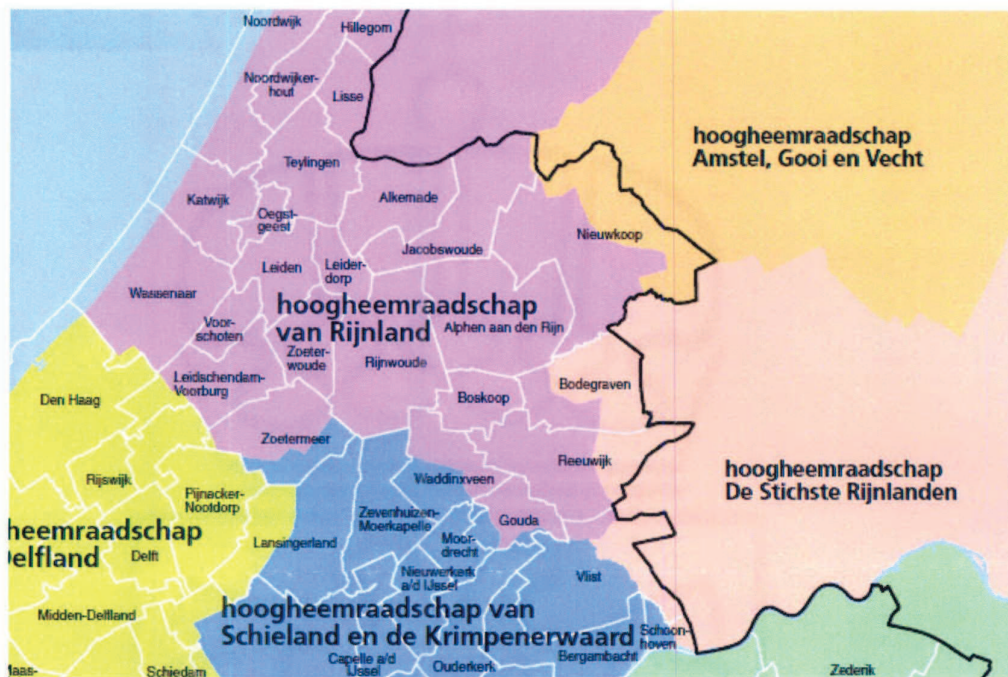 Noordwijk
Hillegom
Noordwijker-
hout
Lisse
hoogheemraadschap
Amstel, Gooi en Vecht
Teylingen
Katwijk
Oegst-
geest
Alkemade
Nieuwkoop
Jacobswoude
Leiden
Leider-
dorp
Wassenaar
hoogheemraadschap
van Rijnland
Voor-
schoten
Alphen aan den Rijn
Zoeter-
woude
Rijnwoude
Leidschendam-
Voorburg
Bodegraven
Den Haag
Boskoop
Zoetermeer
Reeuwijk
hoogheemraadschap
De Stichste Rijnlanden
Rijswijk
Waddinxveen
Pijnacker-
Nootdorp
Zevenhuizen-
Moerkapelle
Gouda
heemraadschap
Delfland
Delft
Lansingerland
Moor-
drecht
Nieuwerkerk
a/d IJssel
Vlist
Midden-Delfland
hoogheemraadschap van
Schieland en de Krimpenerwaard
Schoon-
hoven
Bergambacht
Maas-
Schiedam
Capelle a/d
IJssel
Ouderkerk
Zederik